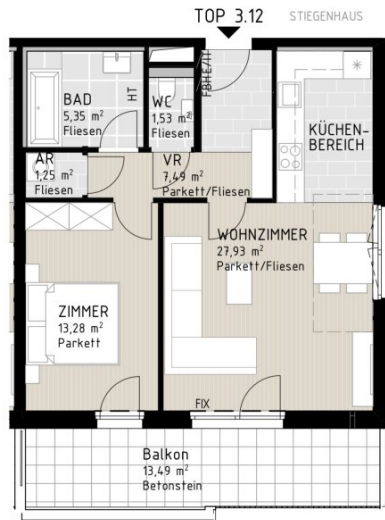 TOP 3.12
STIEGENHAUS
BAD
5,35 m²
Fliesen
HT
WC
1,53 m²
Fliesen
FBHE/IT
KÜCHEN-
BEREICH
AR
1,25 m²
Fliesen
VR
7,49 m²
Parkett/Fliesen
WOHNZIMMER
27,93 m²
Parkett/Fliesen
ZIMMER
13,28 m²
Parkett
FIX
Balkon
13,49 m²
Betonstein